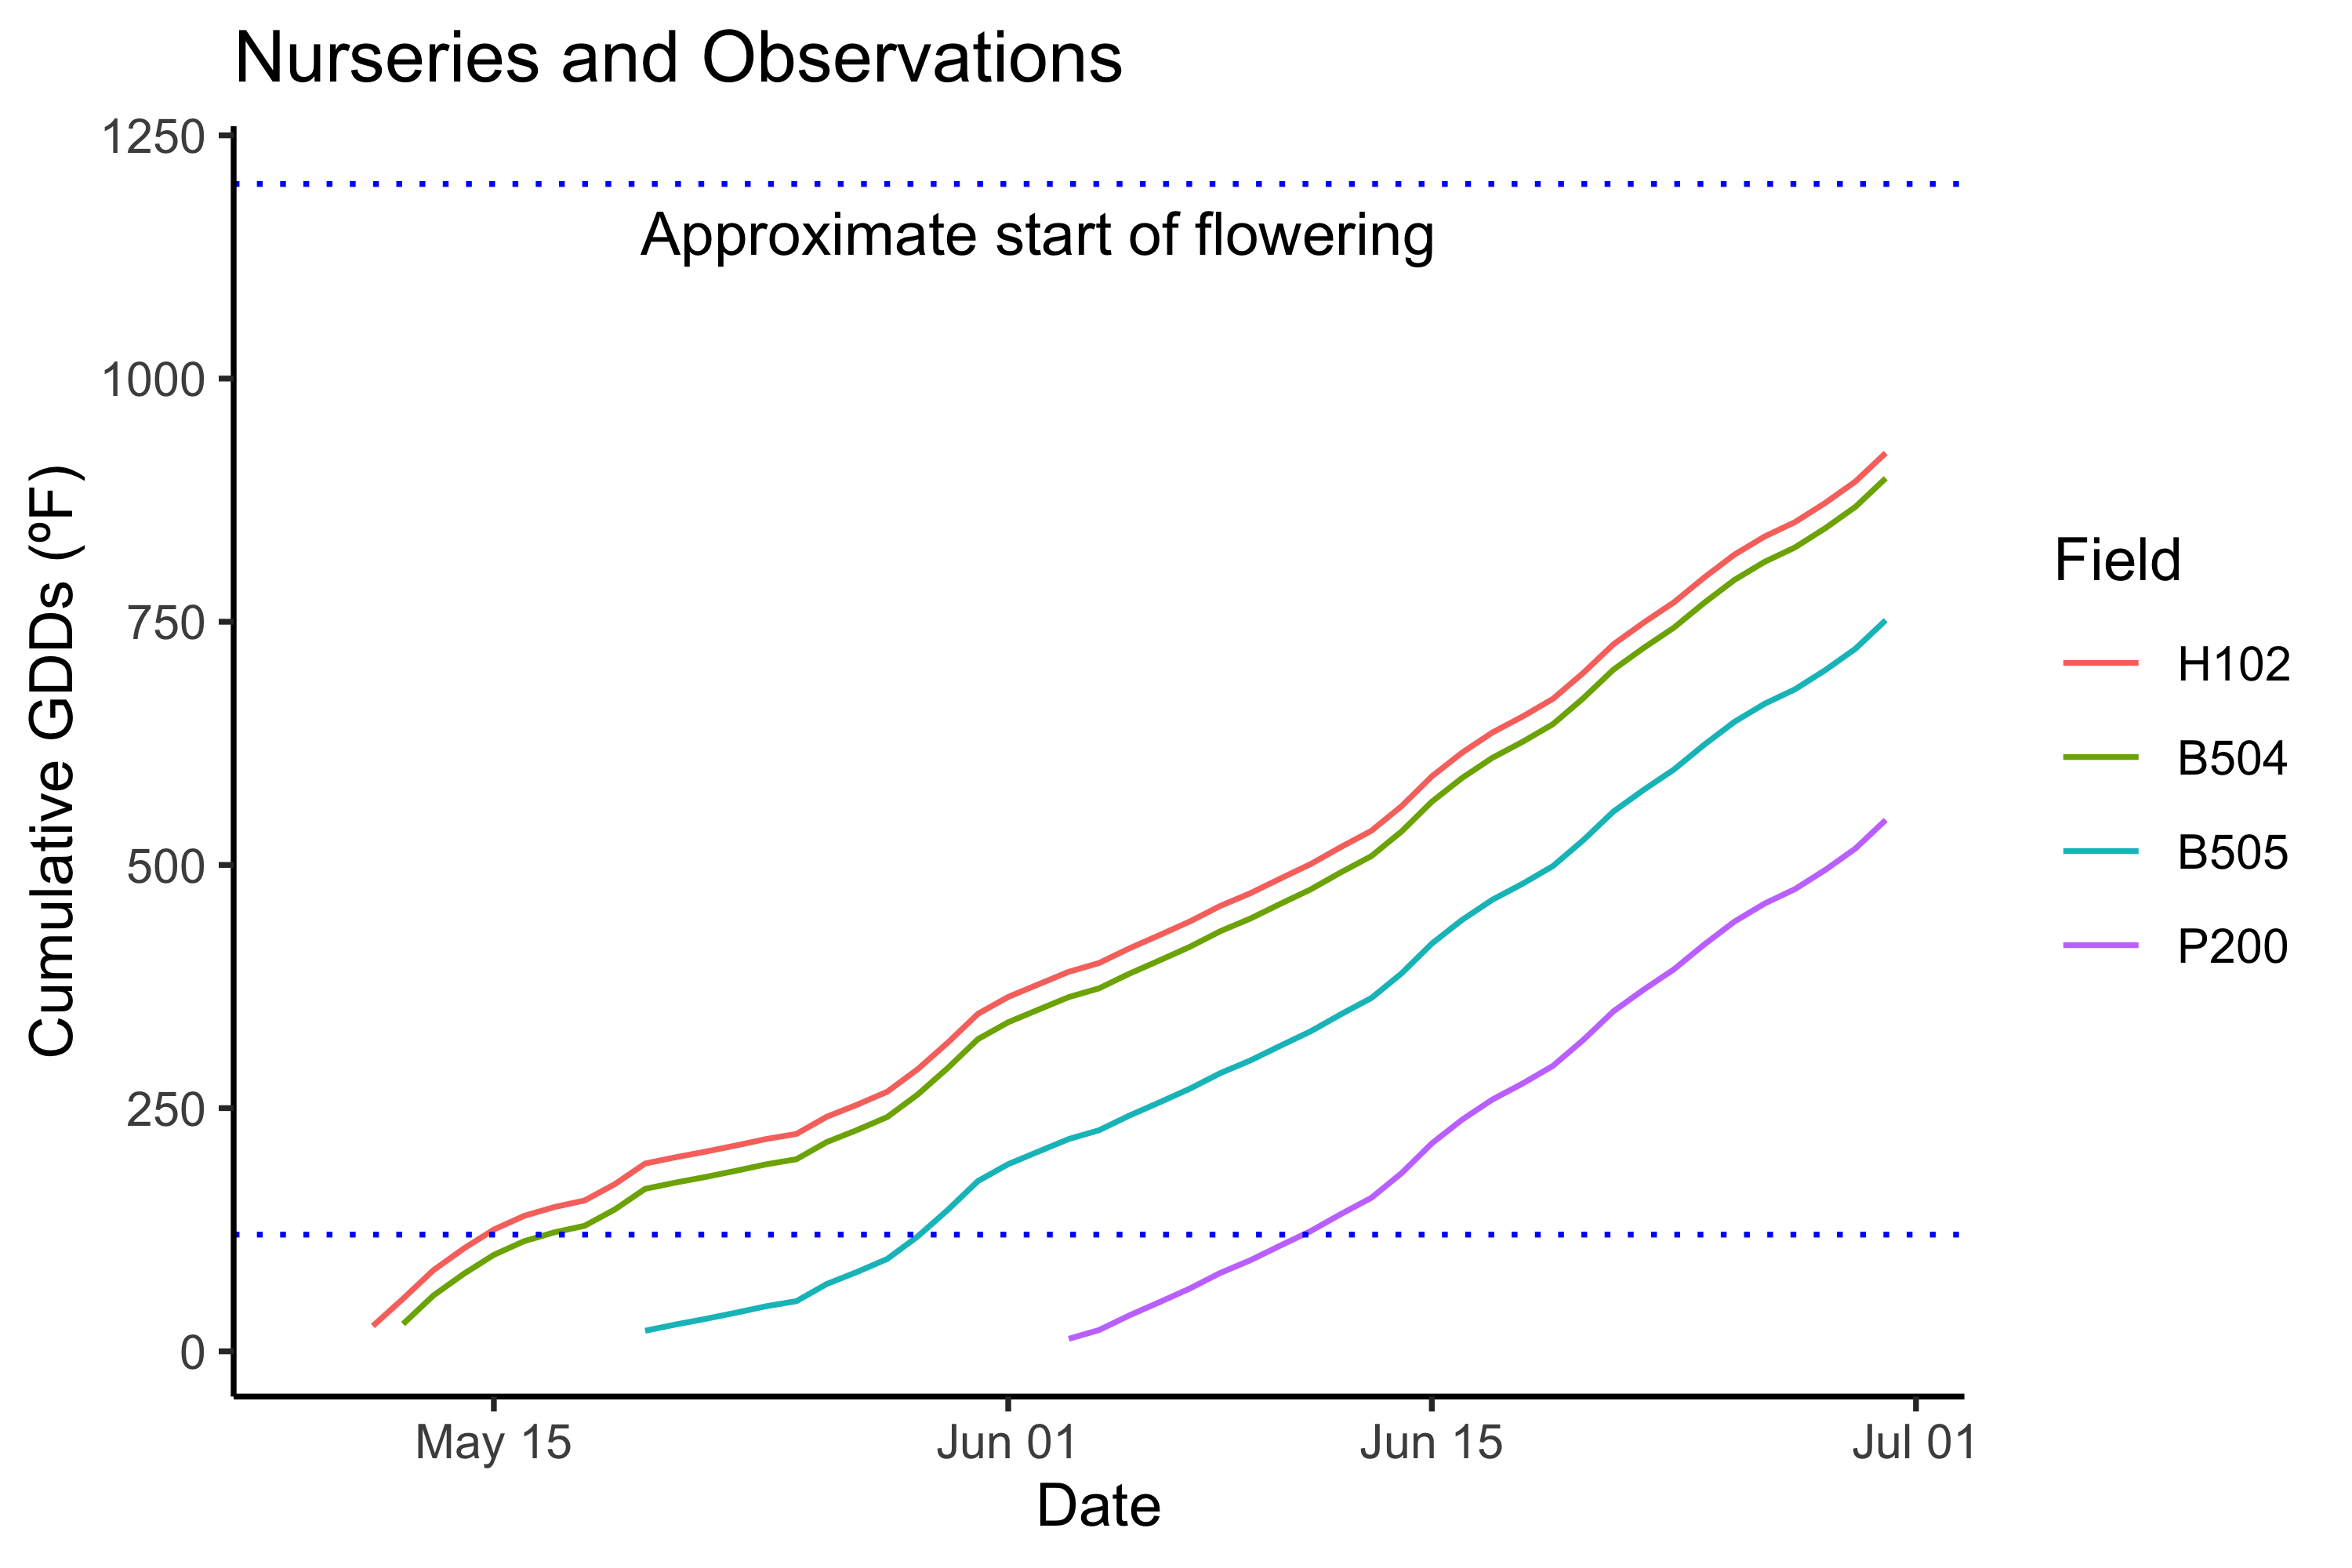 Nurseries and Observations
1250
Approximate start of flowering
1000
750
500
250
0
Cumulative GDDs (ºF)
May 15
Jun 01
Jun 15
Jul 01
Date
Field
H102
B504
B505
P200